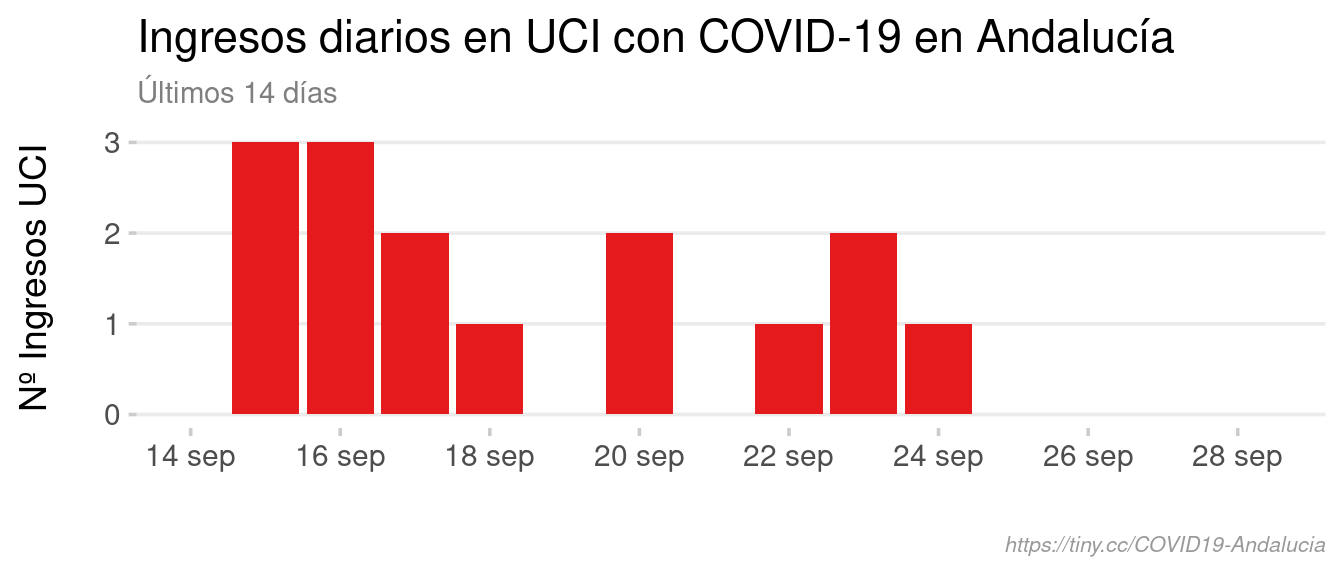 Ingresos diarios en UCI con COVID-19 en Andalucía
Últimos 14 días
Nº Ingresos UCI
3
2
1
0
14 sep 16 sep 18 sep 20 sep 22 sep 24 sep 26 sep 28 sep
https://tiny.cc/COVID19-Andalucia